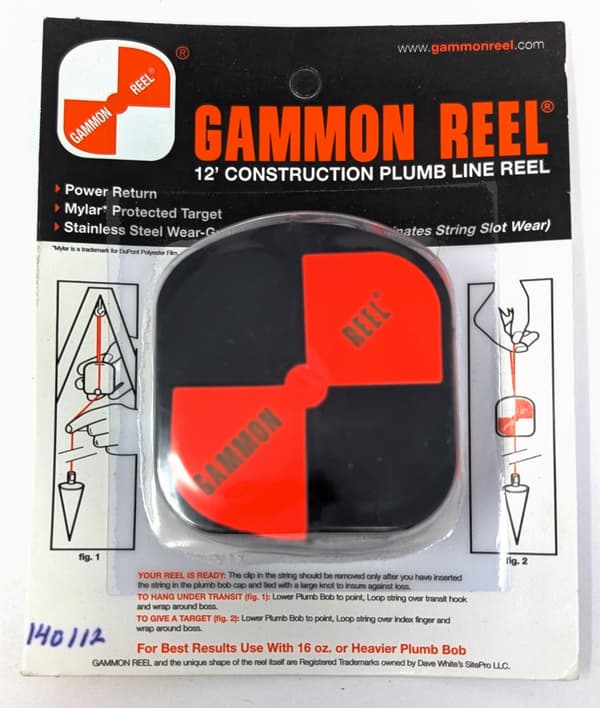 www.gammonreel.com
GAMMON REEL®
®
GAMMON REEL®
12' CONSTRUCTION PLUMB LINE REEL
Power Return
Mylar* Protected Target
Stainless Steel Wear-G inates String Slot Wear)
*Mylar is a trademark for DuPont Polyester Film
REEL®
GAMMON
fig. 1
fig. 2
YOUR REEL IS READY: The clip in the string should be removed only after you have inserted
the string in the plumb bob cap and tied with a large knot to insure against loss.
TO HANG UNDER TRANSIT (fig. 1): Lower Plumb Bob to point, Loop string over transit hook
and wrap around boss.
TO GIVE A TARGET (fig. 2): Lower Plumb Bob to point, Loop string over index finger and
wrap around boss.
140112
For Best Results Use With 16 oz. or Heavier Plumb Bob
GAMMON REEL and the unique shape of the reel itself are Registered Trademarks owned by Dave White's SitePro LLC.